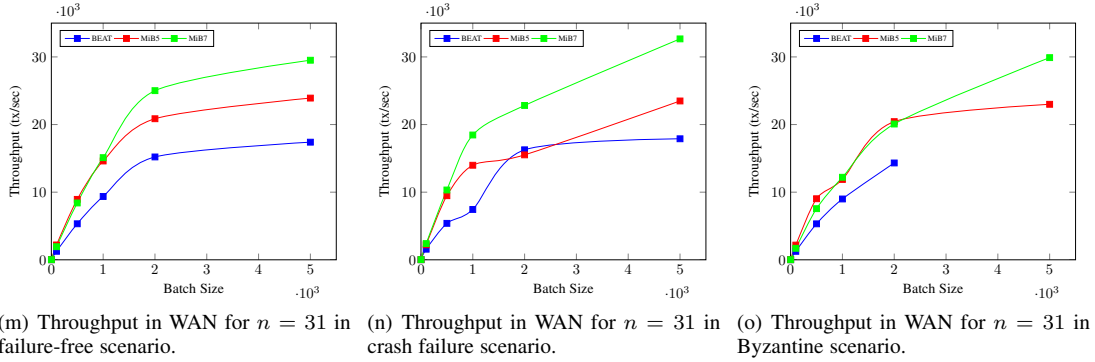 ·10³
BEAT MiB5 MiB7
30
20
10
0
Throughput (tx/sec)
0 1 2 3 4 5
Batch Size
·10³
(m) Throughput in WAN for n = 31 in
failure-free scenario.
·10³
BEAT MiB5 MiB7
30
20
10
0
Throughput (tx/sec)
0 1 2 3 4 5
Batch Size
·10³
(n) Throughput in WAN for n = 31 in
crash failure scenario.
·10³
BEAT MiB5 MiB7
30
20
10
0
Throughput (tx/sec)
0 1 2 3 4 5
Batch Size
·10³
(o) Throughput in WAN for n = 31 in
Byzantine scenario.